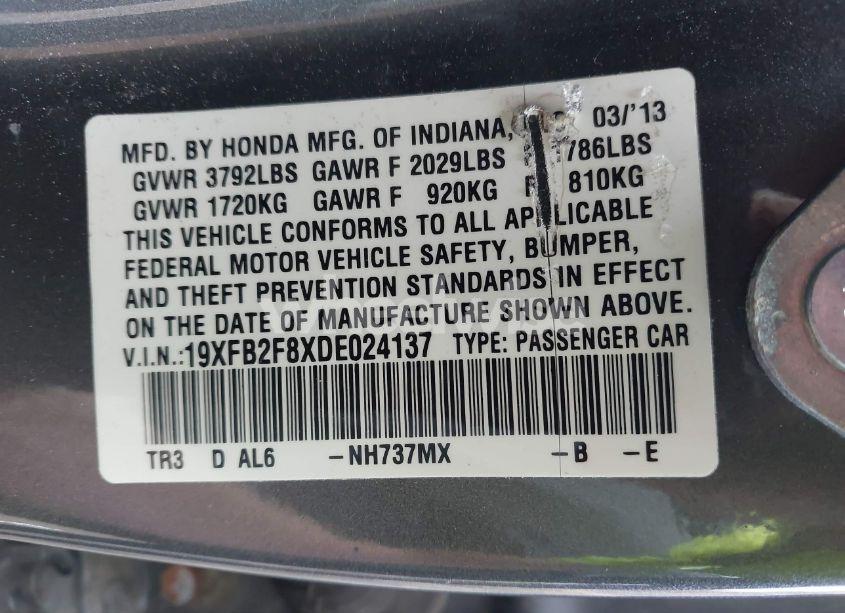 MFD. BY HONDA MFG. OF INDIANA, 03/'13
GVWR 3792LBS GAWR F 2029LBS 786LBS
GVWR 1720KG GAWR F 920KG 810KG
THIS VEHICLE CONFORMS TO ALL APPLICABLE
FEDERAL MOTOR VEHICLE SAFETY, BUMPER,
AND THEFT PREVENTION STANDARDS IN EFFECT
ON THE DATE OF MANUFACTURE SHOWN ABOVE.
V.I.N.:19XFB2F8XDE024137 TYPE: PASSENGER CAR
TR3 D AL6 -NH737MX -B -E